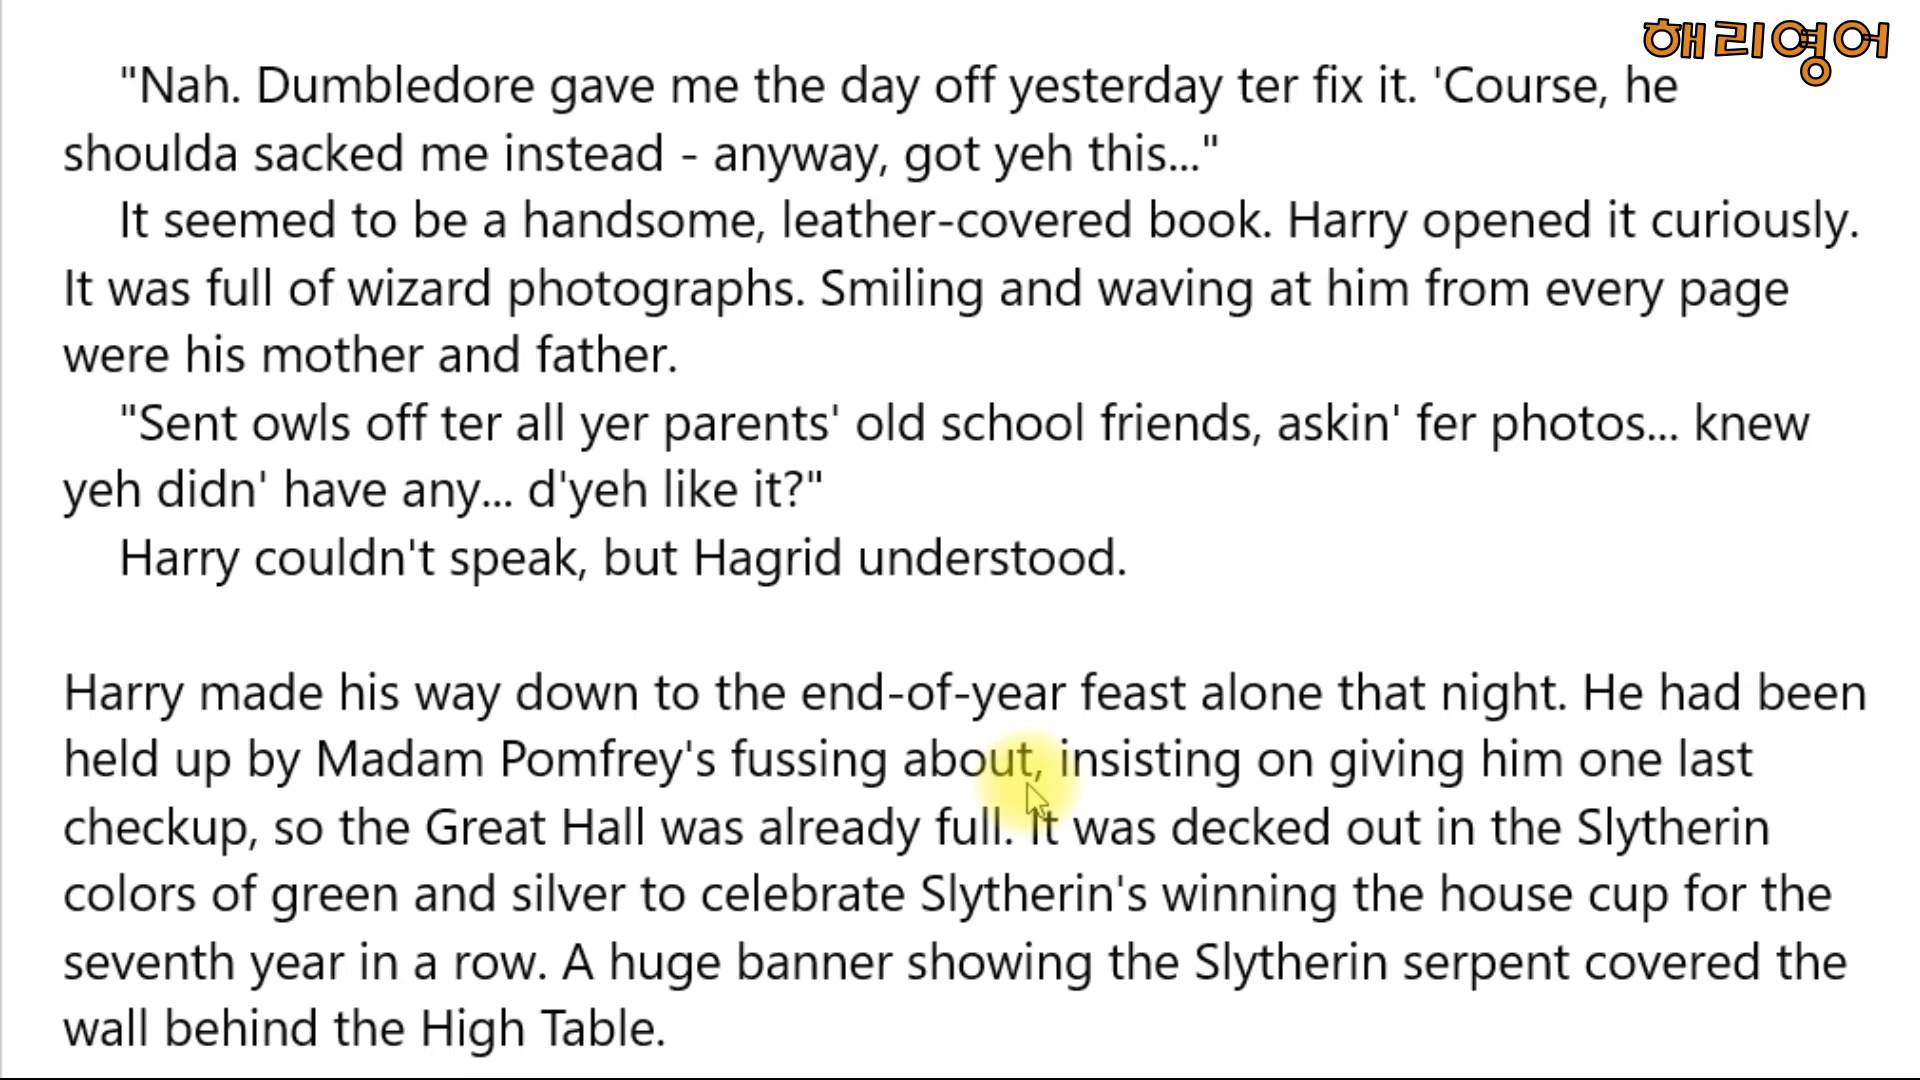 해리영어
"Nah. Dumbledore gave me the day off yesterday ter fix it. 'Course, he
shoulda sacked me instead - anyway, got yeh this..."
It seemed to be a handsome, leather-covered book. Harry opened it curiously.
It was full of wizard photographs. Smiling and waving at him from every page
were his mother and father.
"Sent owls off ter all yer parents' old school friends, askin' fer photos... knew
yeh didn' have any... d'yeh like it?"
Harry couldn't speak, but Hagrid understood.
Harry made his way down to the end-of-year feast alone that night. He had been
held up by Madam Pomfrey's fussing about, insisting on giving him one last
checkup, so the Great Hall was already full. It was decked out in the Slytherin
colors of green and silver to celebrate Slytherin's winning the house cup for the
seventh year in a row. A huge banner showing the Slytherin serpent covered the
wall behind the High Table.